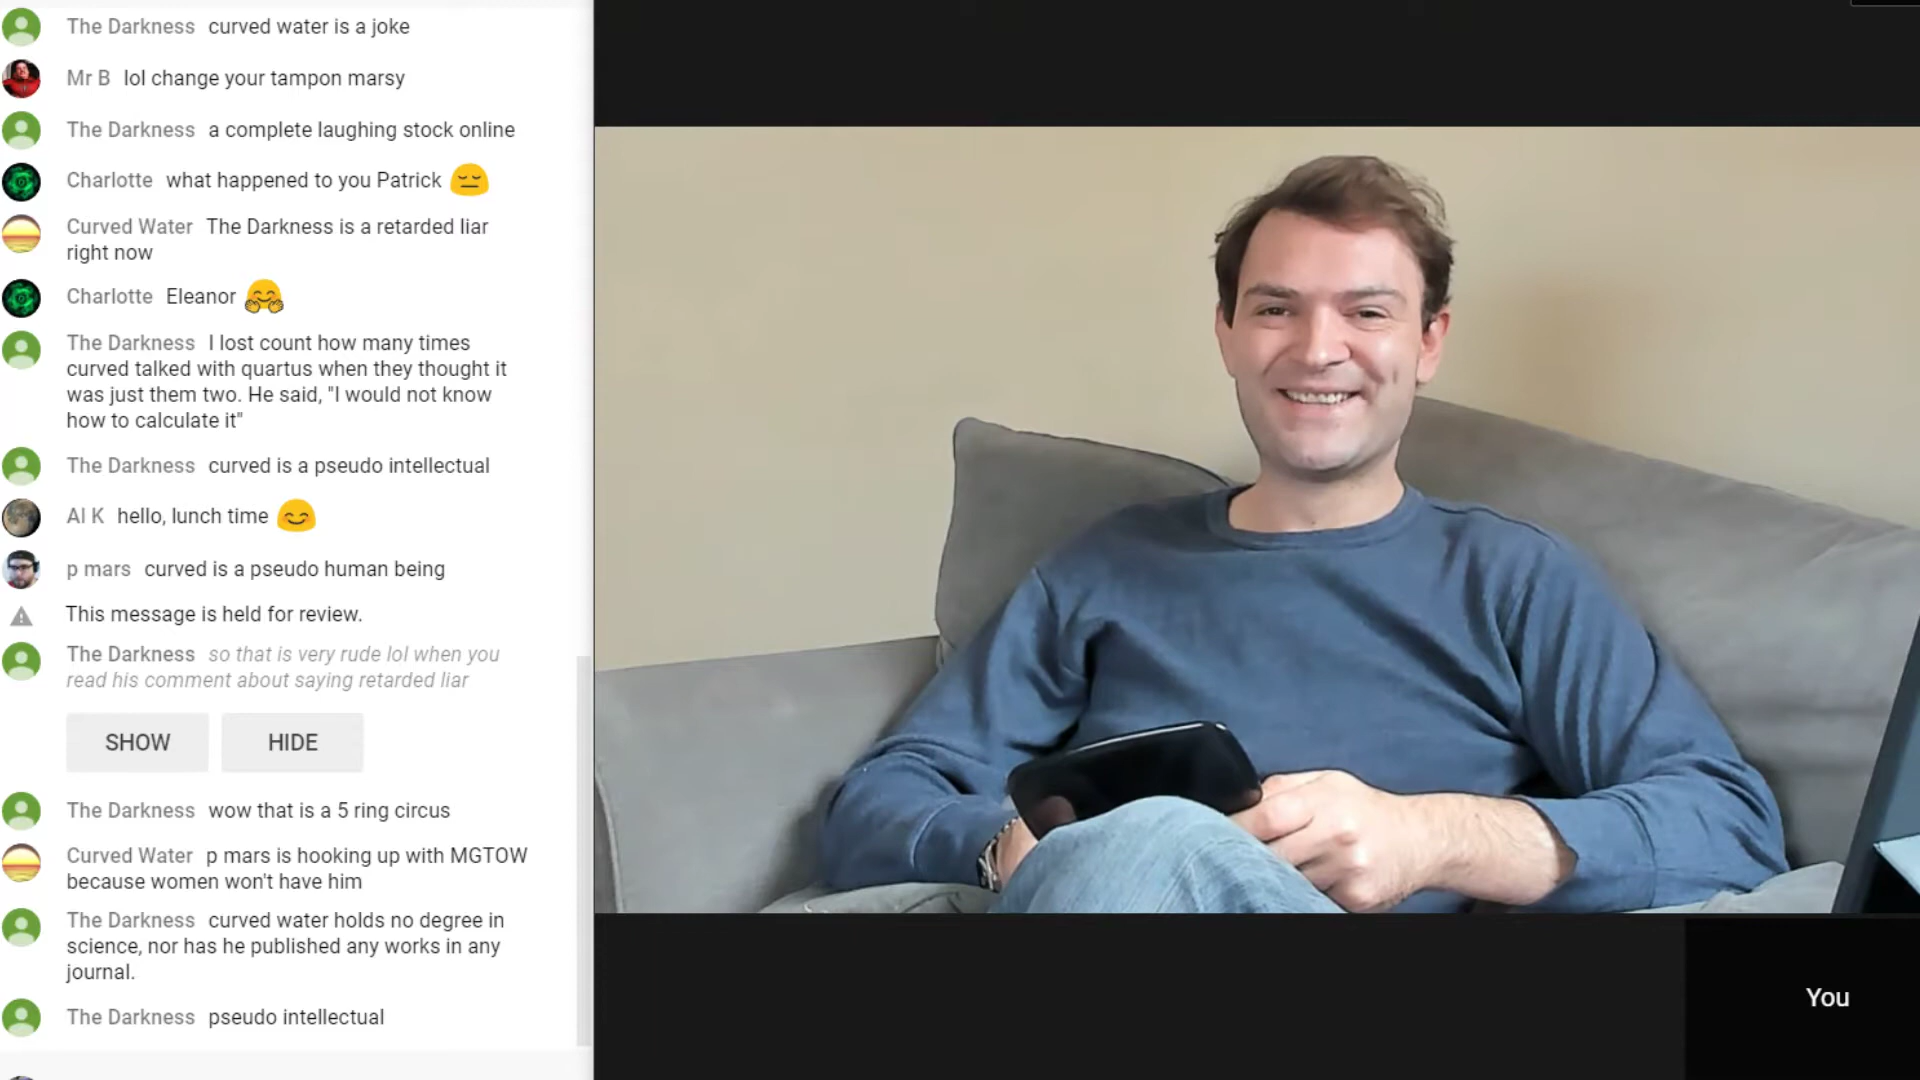 The Darkness curved water is a joke
Mr B lol change your tampon marsy
The Darkness a complete laughing stock online
Charlotte what happened to you Patrick
Curved Water The Darkness is a retarded liar
right now
Charlotte Eleanor
The Darkness I lost count how many times
curved talked with quartus when they thought it
was just them two. He said, "I would not know
how to calculate it"
The Darkness curved is a pseudo intellectual
Al K hello, lunch time
p mars curved is a pseudo human being
This message is held for review.
The Darkness so that is very rude lol when you
read his comment about saying retarded liar
SHOW HIDE
The Darkness wow that is a 5 ring circus
Curved Water p mars is hooking up with MGTOW
because women won't have him
The Darkness curved water holds no degree in
science, nor has he published any works in any
journal.
The Darkness pseudo intellectual
You